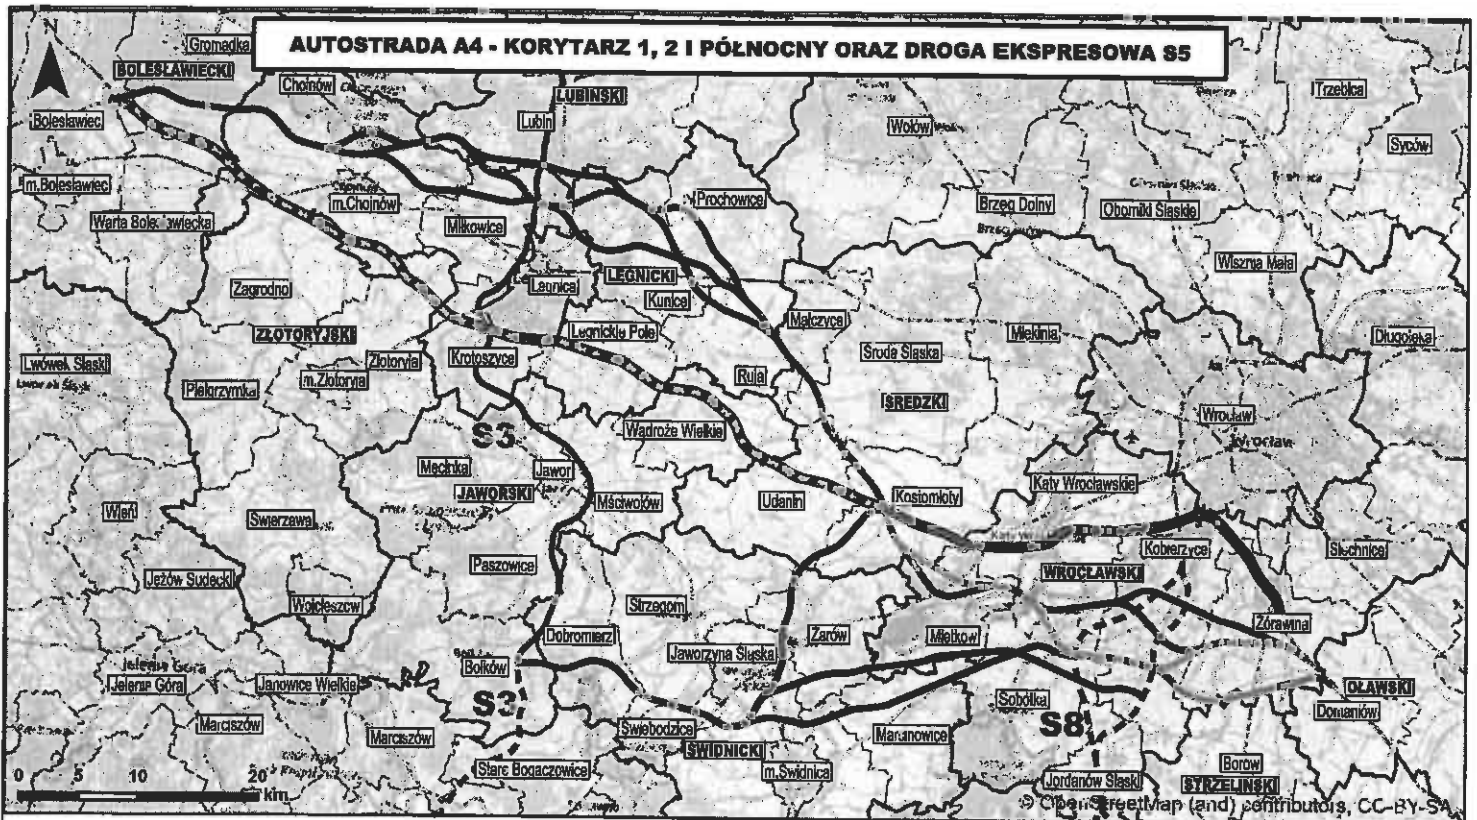 AUTOSTRADA A4 - KORYTARZ 1, 2 I PÓŁNOCNY ORAZ DROGA EKSPRESOWA S5
N
Gromadka
BOLESŁAWIECKI
Chojnów
LUBIŃSKI
Trzebica
Bolesławiec
Lubin
Wołów
Syców
m.Bolesławiec
m.Chojnów
Prochowice
Brzeg Dolny
Oborniki Śląskie
Warta Bolesławiecka
Miłkowice
Wisznia Mała
Zagrodno
Legnica
LEGNICKI
Kunice
ZŁOTORYJSKI
Legnickie Pole
Malczyce
Miękinia
Długołęka
Lwówek Śląski
Złotoryja
Krotoszyce
Środa Śląska
m.Złotoryja
Pielgrzymka
Ruja
ŚREDZKI
Wrocław
Wrocław
S3
Wądroże Wielkie
Męcinka
Jawor
Kąty Wrocławskie
JAWORSKI
Mściwojów
Udanin
Kostomłoty
Wleń
Świerzawa
Kobierzyce
Siechnice
Paszowice
WROCŁAWSKI
Jeżów Sudecki
Wojcieszów
Strzegom
Żórawina
Dobromierz
Żarów
Mietków
Jaworzyna Śląska
Jelenia Góra
Jelenia Góra
Janowice Wielkie
Bolków
OŁAWSKI
S3
Sobótka
Domaniów
Marciszów
Marciszów
Świebodzice
Marcinowice
S8
ŚWIDNICKI
Borów
Stare Bogaczowice
m.Świdnica
Jordanów Śląski
STRZELIŃSKI
0 5 10 20 km
© OpenStreetMap (and) contributors, CC-BY-SA